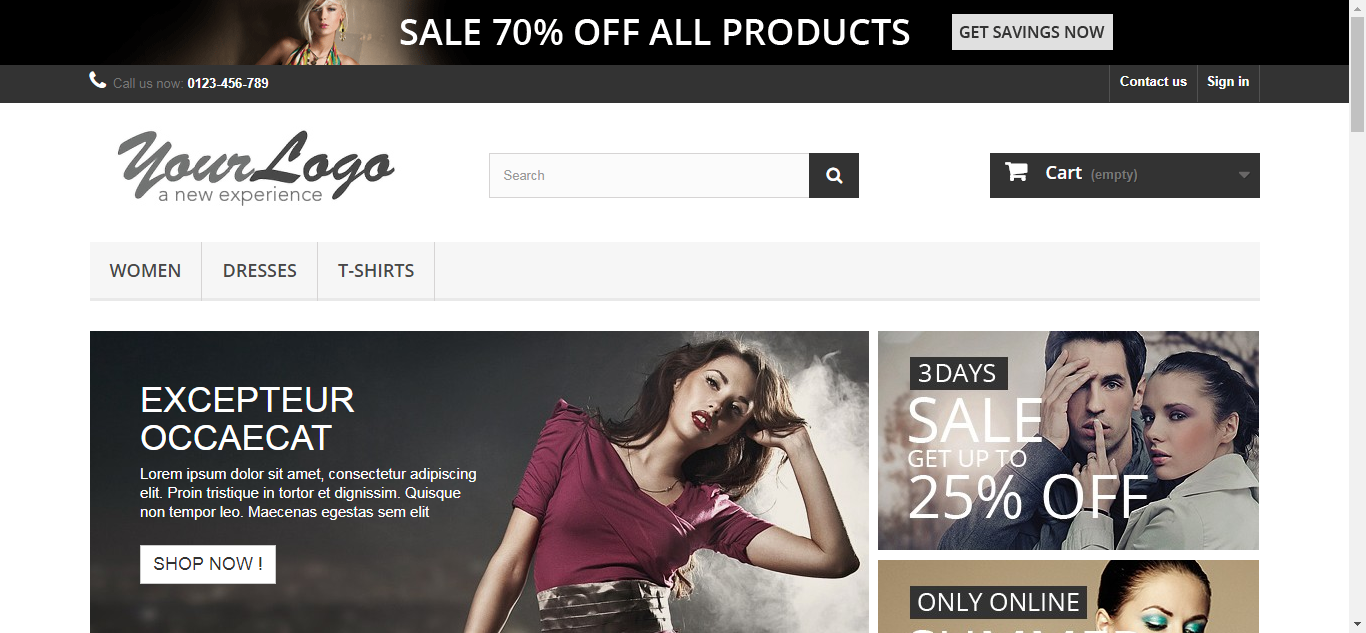 SALE 70% OFF ALL PRODUCTS
GET SAVINGS NOW
Call us now: 0123-456-789
Contact us
Sign in
YourLogo
a new experience
Search
Cart (empty)
WOMEN
DRESSES
T-SHIRTS
EXCEPTEUR
OCCAECAT
Lorem ipsum dolor sit amet, consectetur adipiscing
elit. Proin tristique in tortor et dignissim. Quisque
non tempor leo. Maecenas egestas sem elit
SHOP NOW !
3 DAYS
SALE
GET UP TO
25% OFF
ONLY ONLINE